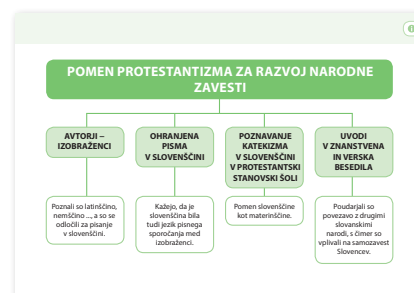 POMEN PROTESTANTIZMA ZA RAZVOJ NARODNE
ZAVESTI
AVTORJI –
IZOBRAŽENCI
Poznali so latinščino,
nemščino ..., a so se
odločili za pisanje
v slovenščini.
OHRANJENA
PISMA
V SLOVENŠČINI
Kažejo, da je
slovenščina bila
tudi jezik pisnega
sporočanja med
izobraženci.
POZNAVANJE
KATEKIZMA
V SLOVENŠČINI
V PROTESTANTSKI
STANOVSKI ŠOLI
Pomen slovenščine
kot materinščine.
UVODI
V ZNANSTVENA
IN VERSKA
BESEDILA
Poudarjali so
povezavo z drugimi
slovanskimi
narodi, s čimer so
vplivali na samozavest
Slovencev.